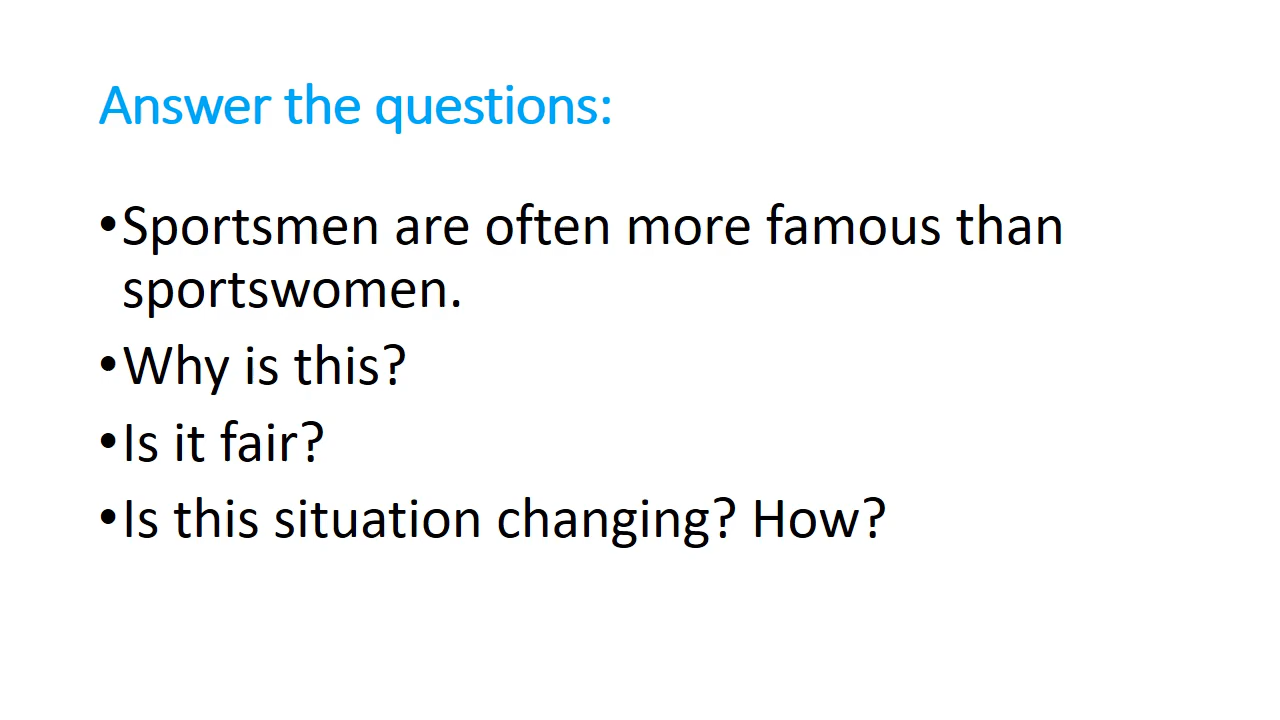 Answer the questions:
•Sportsmen are often more famous than
sportswomen.
•Why is this?
•Is it fair?
•Is this situation changing? How?